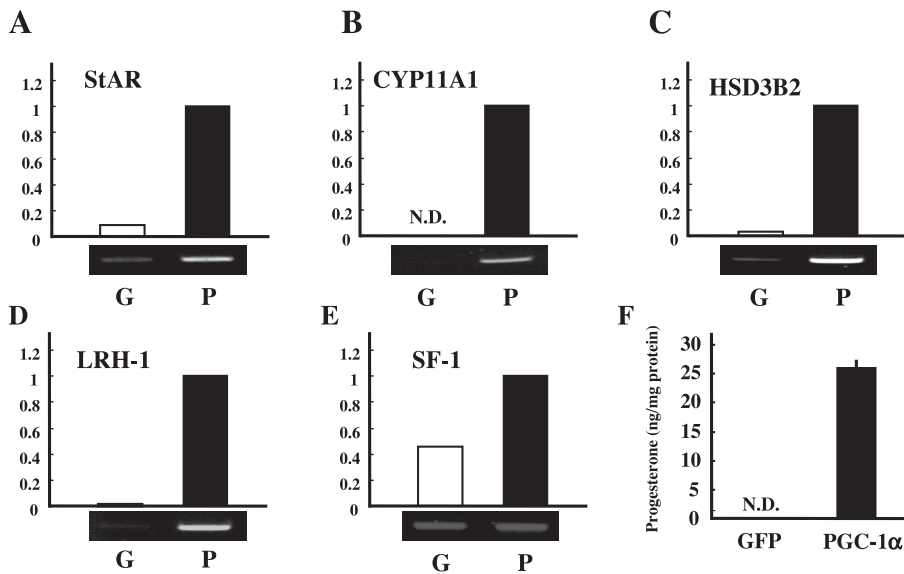 A
StAR
1.2
1
0.8
0.6
0.4
0.2
0
G P
B
CYP11A1
1.2
1
0.8
0.6
0.4
0.2
0
N.D.
G P
C
HSD3B2
1.2
1
0.8
0.6
0.4
0.2
0
G P
D
LRH-1
1.2
1
0.8
0.6
0.4
0.2
0
G P
E
SF-1
1.2
1
0.8
0.6
0.4
0.2
0
G P
F
Progesterone (ng/mg protein)
30
25
20
15
10
5
0
N.D.
GFP PGC-1α